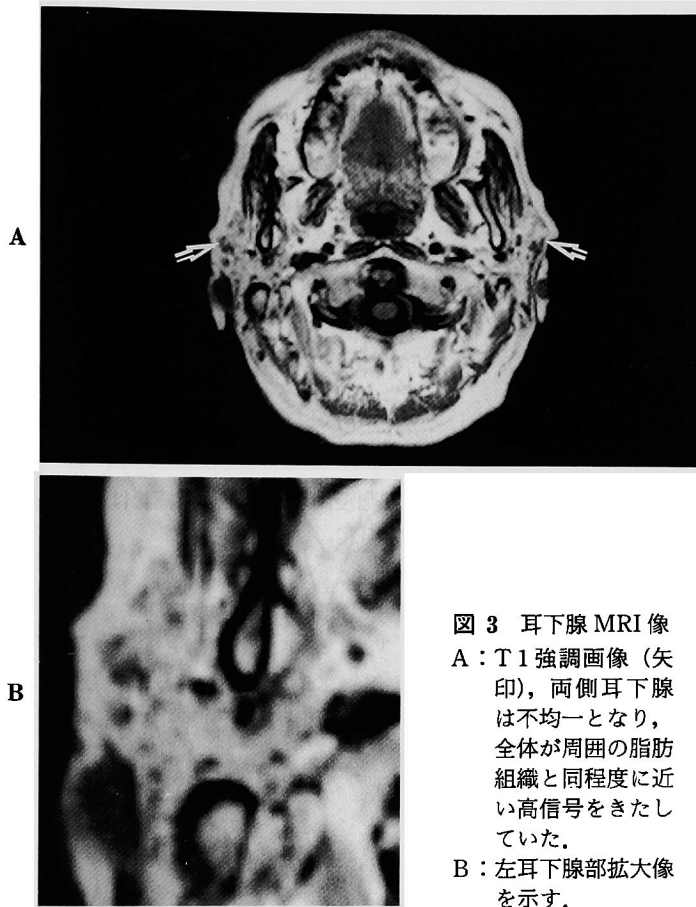 A
B
図 3 耳下腺 MRI 像
A：T1強調画像（矢
印），両側耳下腺
は不均一となり，
全体が周囲の脂肪
組織と同程度に近
い高信号をきたし
ていた．
B：左耳下腺部拡大像
を示す．